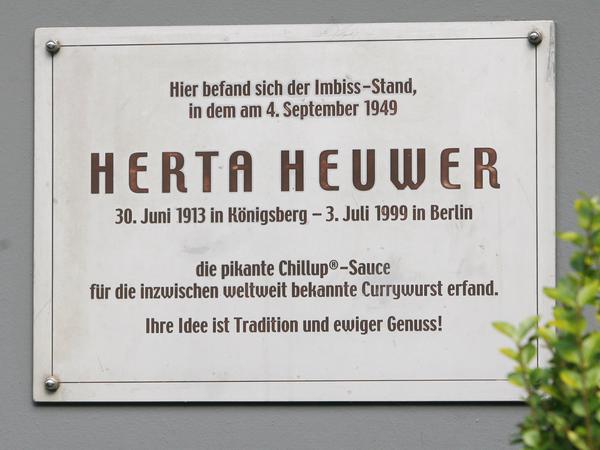 Hier befand sich der Imbiss-Stand,
in dem am 4. September 1949
HERTA HEUWER
30. Juni 1913 in Königsberg – 3. Juli 1999 in Berlin
die pikante Chillup®-Sauce
für die inzwischen weltweit bekannte Currywurst erfand.
Ihre Idee ist Tradition und ewiger Genuss!